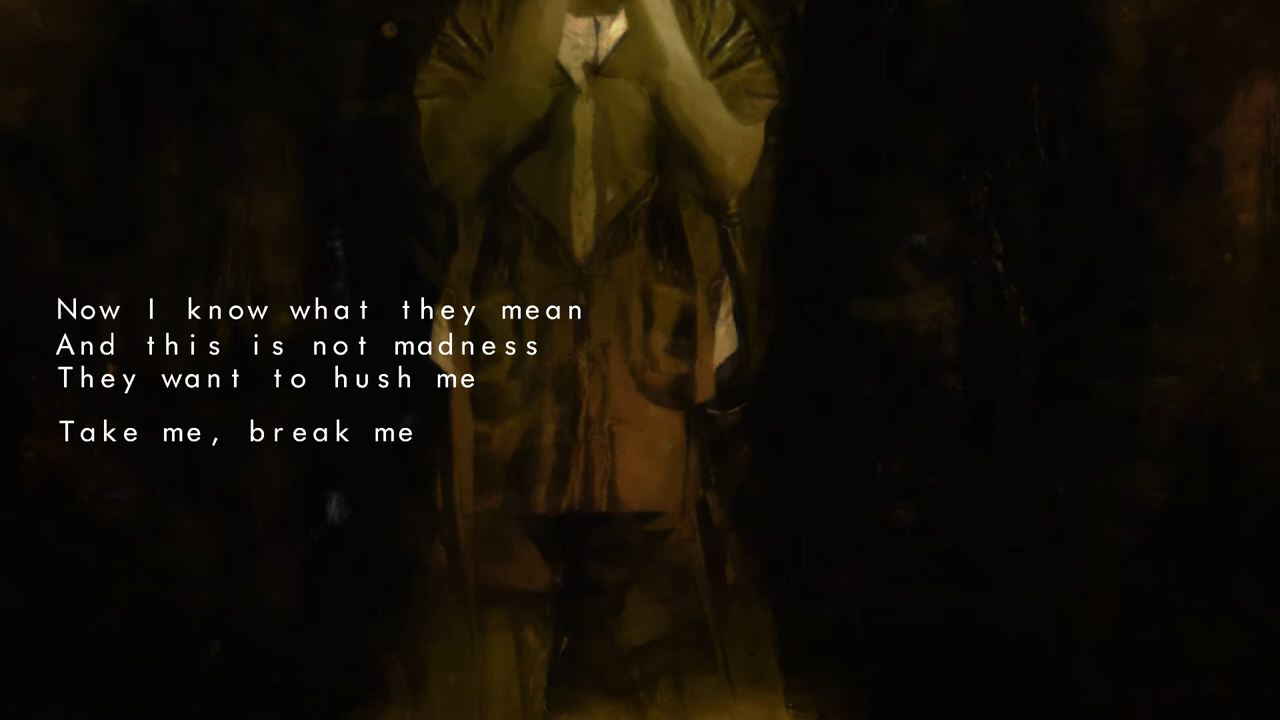 Now I know what they mean
And this is not madness
They want to hush me
Take me, break me